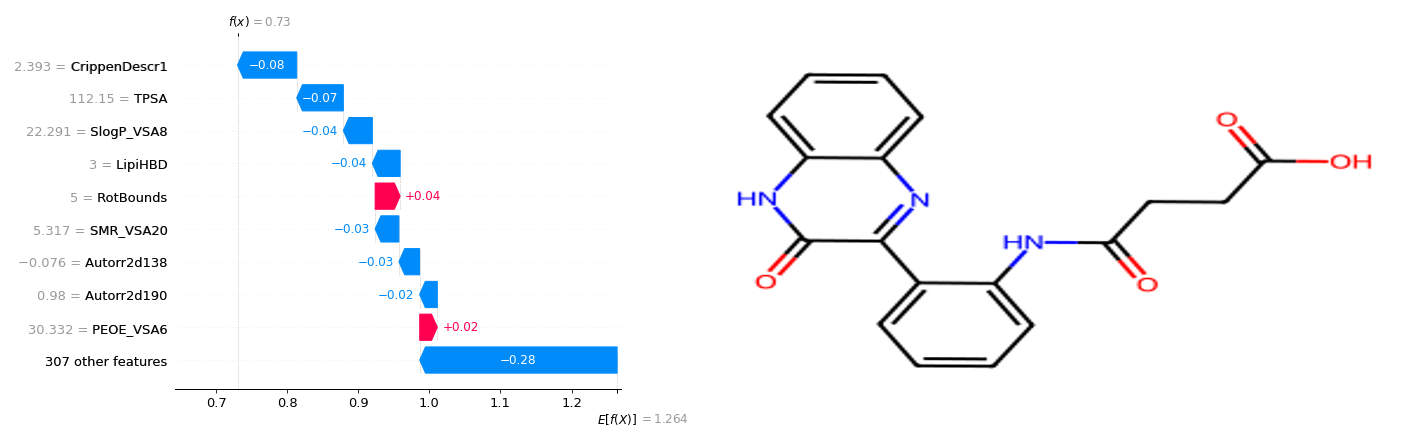 f(x) = 0.73
2.393 = CrippenDescr1
−0.08
112.15 = TPSA
−0.07
22.291 = SlogP_VSA8
−0.04
3 = LipiHBD
−0.04
5 = RotBounds
+0.04
5.317 = SMR_VSA20
−0.03
−0.076 = Autorr2d138
−0.03
0.98 = Autorr2d190
−0.02
30.332 = PEOE_VSA6
+0.02
307 other features
−0.28
0.7 0.8 0.9 1.0 1.1 1.2
E[f(X)] = 1.264
O
OH
HN
N
HN
O
O